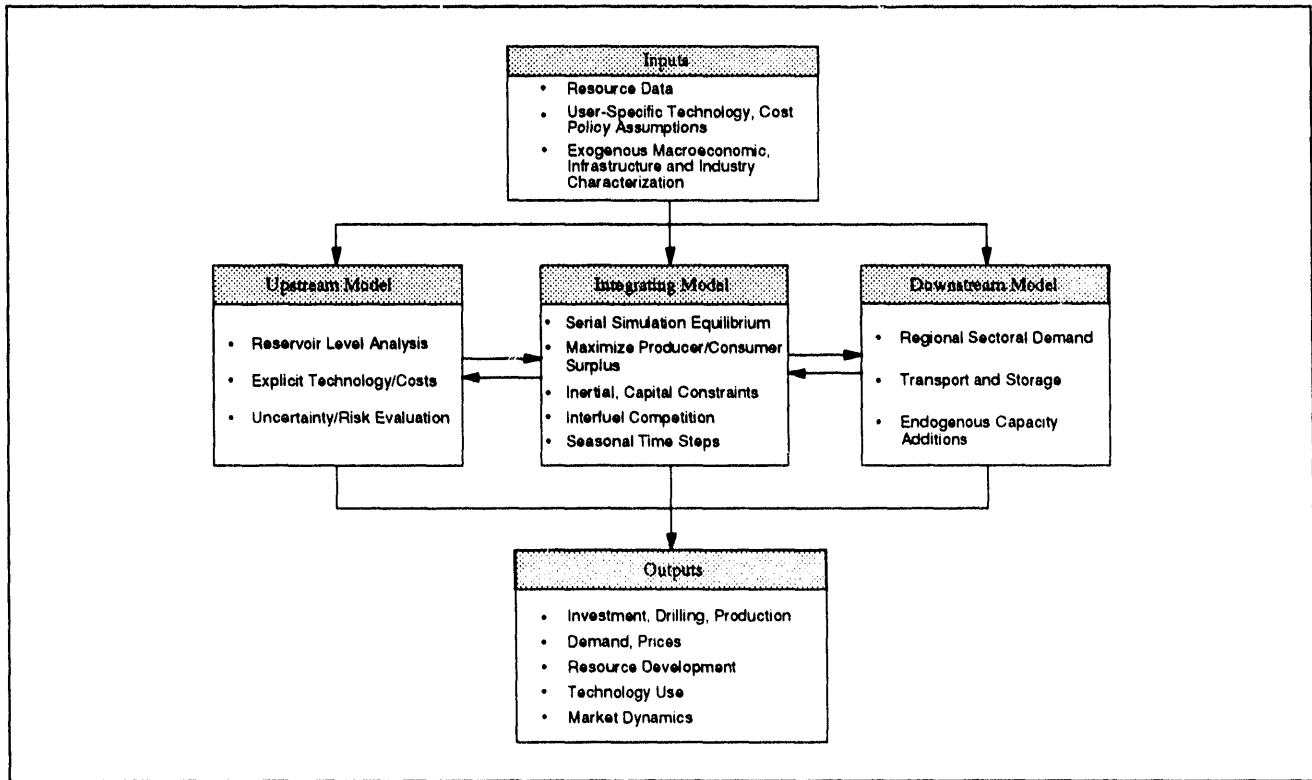 Inputs
• Resource Data
• User-Specific Technology, Cost
Policy Assumptions
• Exogenous Macroeconomic,
Infrastructure and Industry
Characterization
Upstream Model
• Reservoir Level Analysis
• Explicit Technology/Costs
• Uncertainty/Risk Evaluation
Integrating Model
• Serial Simulation Equilibrium
• Maximize Producer/Consumer
Surplus
• Inertial, Capital Constraints
• Interfuel Competition
• Seasonal Time Steps
Downstream Model
• Regional Sectoral Demand
• Transport and Storage
• Endogenous Capacity
Additions
Outputs
• Investment, Drilling, Production
• Demand, Prices
• Resource Development
• Technology Use
• Market Dynamics